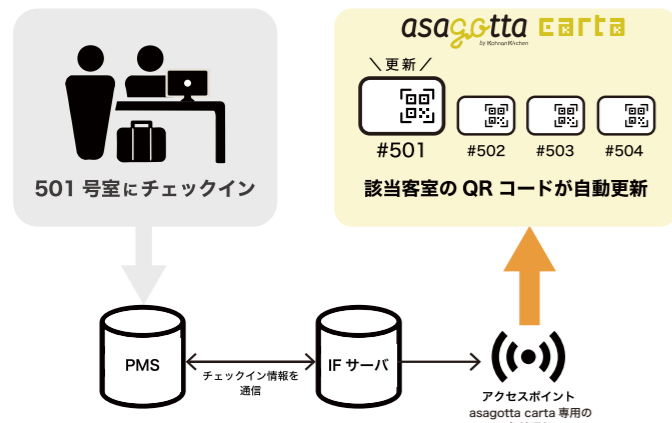 501 号室にチェックイン
asagotta carta
by KohnanKitchen
＼更新／
#501
#502
#503
#504
該当客室の QR コードが自動更新
PMS
チェックイン情報を
通信
IF サーバ
アクセスポイント
asagotta carta 専用の